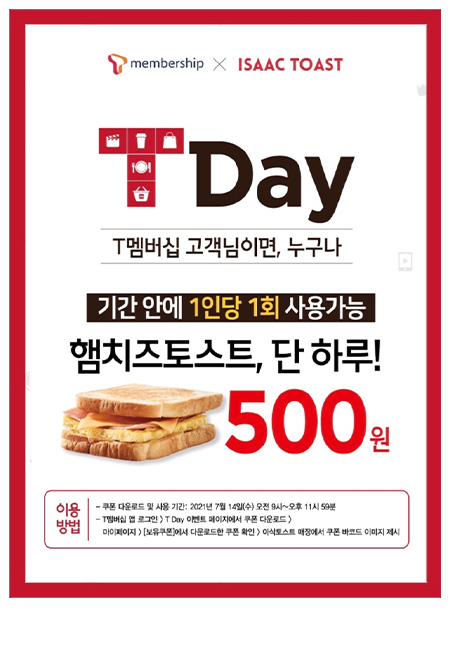 T membership × ISAAC TOAST
T Day
T멤버십 고객님이면, 누구나
기간 안에 1인당 1회 사용가능
햄치즈토스트, 단 하루!
500원
이용
방법
- 쿠폰 다운로드 및 사용 기간: 2021년 7월 14일(수) 오전 9시~오후 11시 59분
- T멤버십 앱 로그인 > T Day 이벤트 페이지에서 쿠폰 다운로드 >
마이페이지 > [보유쿠폰]에서 다운로드한 쿠폰 확인 > 이삭토스트 매장에서 쿠폰 바코드 이미지 제시